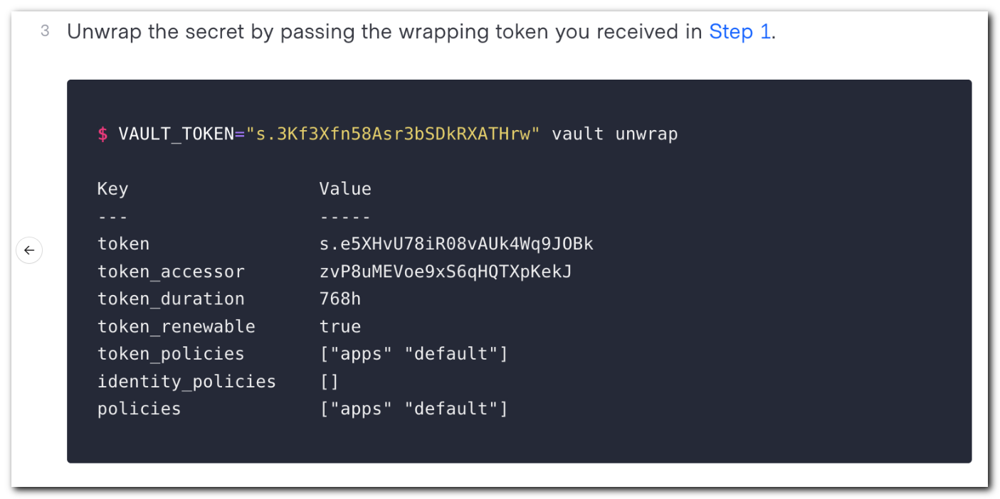 3 Unwrap the secret by passing the wrapping token you received in Step 1.
$ VAULT_TOKEN="s.3Kf3Xfn58Asr3bSDkRXATHrw" vault unwrap
Key Value
--- -----
token s.e5XHvU78iR08vAUk4Wq9JOBk
token_accessor zvP8uMEVoe9xS6qHQTXpKekJ
token_duration 768h
token_renewable true
token_policies ["apps" "default"]
identity_policies []
policies ["apps" "default"]